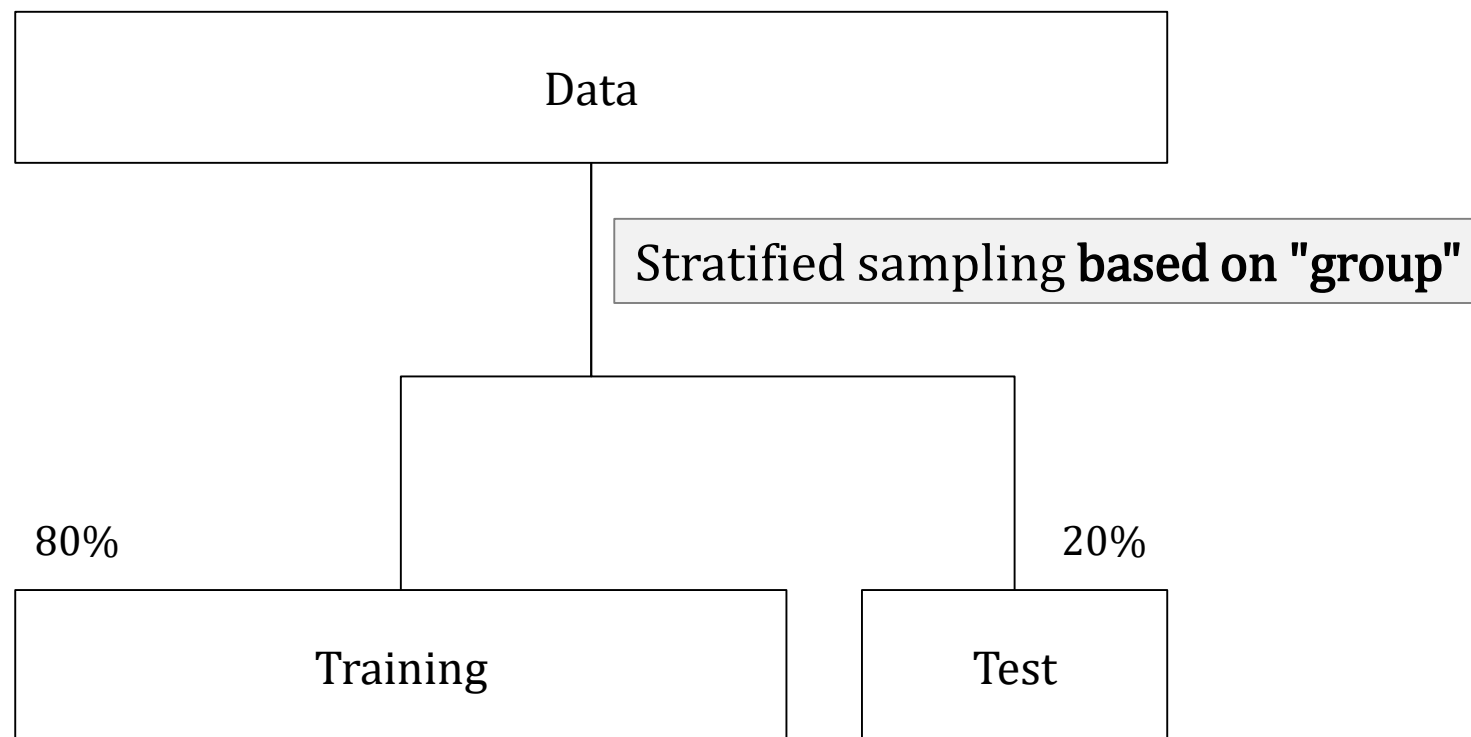 Data
Stratified sampling based on "group"
80%
20%
Training
Test